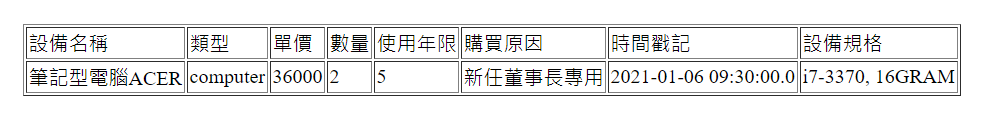 設備名稱 類型 單價 數量 使用年限 購買原因 時間戳記 設備規格
筆記型電腦ACER computer 36000 2 5 新任董事長專用 2021-01-06 09:30:00.0 i7-3370, 16GRAM